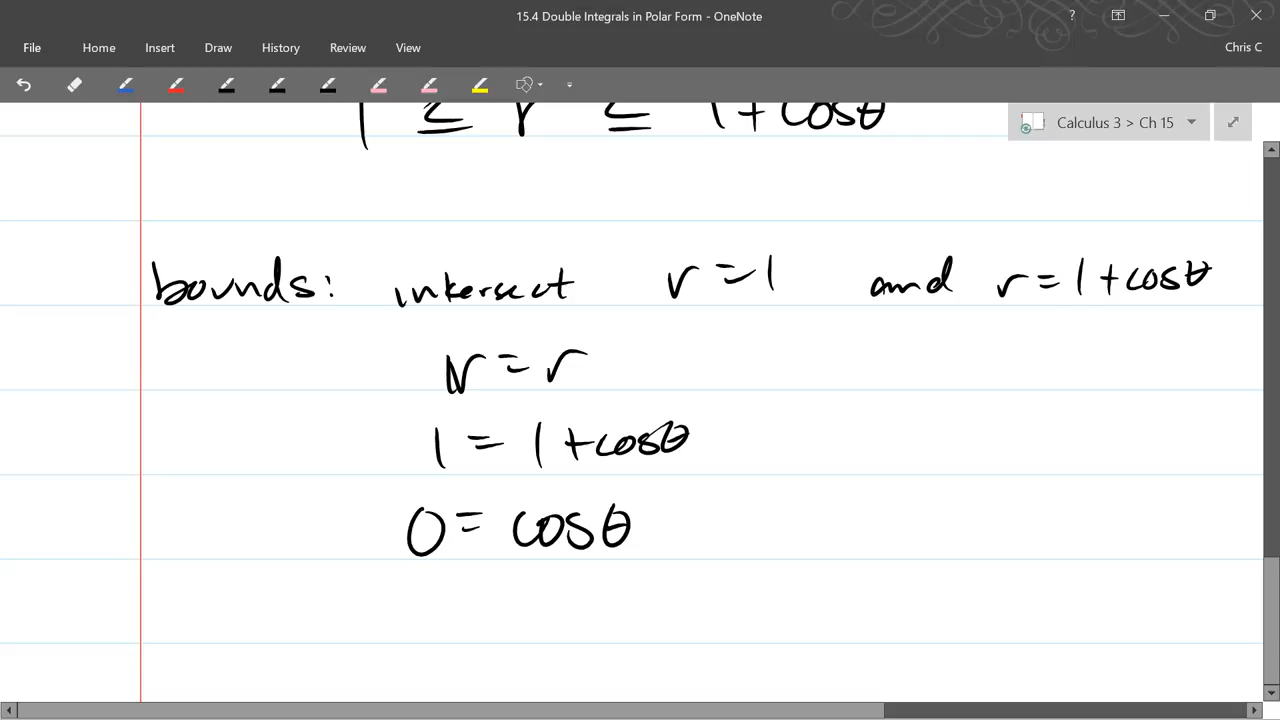 15.4 Double Integrals in Polar Form - OneNote
?
File Home Insert Draw History Review View
Chris C
1 ≤ r ≤ 1+cosθ
Calculus 3 > Ch 15
bounds: intersect r=1 and r=1+cosθ
r=r
1=1+cosθ
0=cosθ